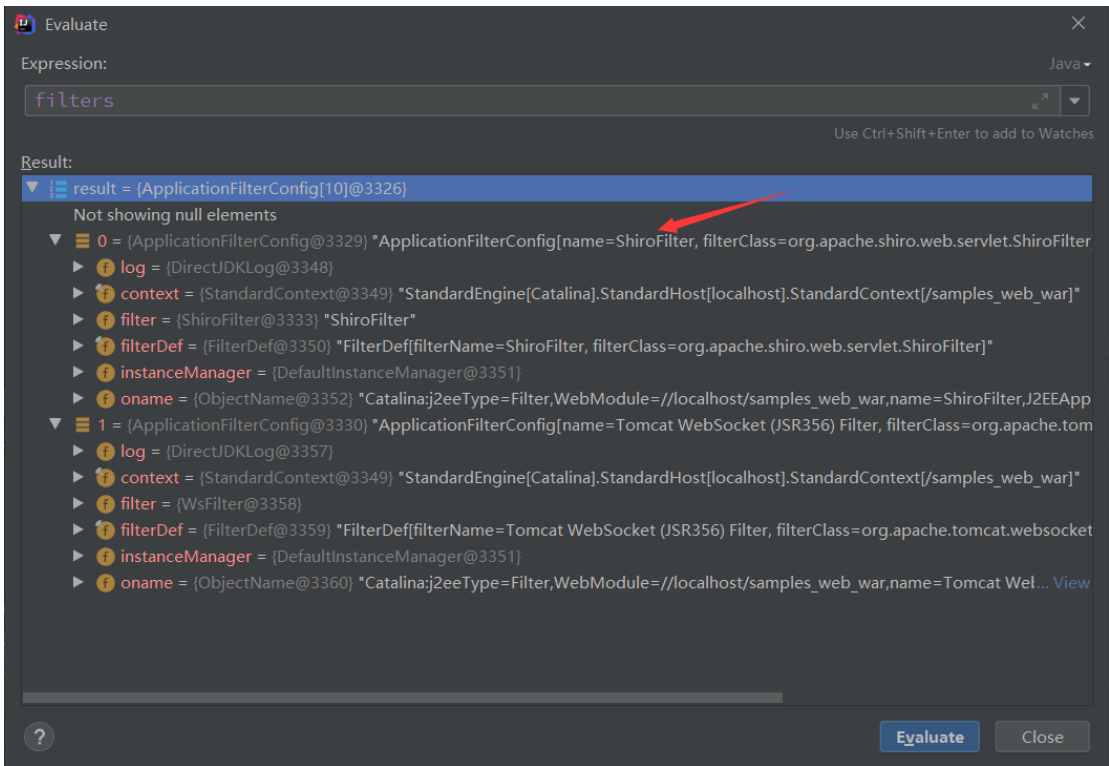 Evaluate
Expression:
Java
filters
Use Ctrl+Shift+Enter to add to Watches
Result:
result = {ApplicationFilterConfig[10]@3326}
Not showing null elements
0 = {ApplicationFilterConfig@3329} "ApplicationFilterConfig[name=ShiroFilter, filterClass=org.apache.shiro.web.servlet.ShiroFilter
f log = {DirectJDKLog@3348}
f context = {StandardContext@3349} "StandardEngine[Catalina].StandardHost[localhost].StandardContext[/samples_web_war]"
f filter = {ShiroFilter@3333} "ShiroFilter"
f filterDef = {FilterDef@3350} "FilterDef[filterName=ShiroFilter, filterClass=org.apache.shiro.web.servlet.ShiroFilter]"
f instanceManager = {DefaultInstanceManager@3351}
f oname = {ObjectName@3352} "Catalina:j2eeType=Filter,WebModule=//localhost/samples_web_war,name=ShiroFilter,J2EEApp
1 = {ApplicationFilterConfig@3330} "ApplicationFilterConfig[name=Tomcat WebSocket (JSR356) Filter, filterClass=org.apache.tom
f log = {DirectJDKLog@3357}
f context = {StandardContext@3349} "StandardEngine[Catalina].StandardHost[localhost].StandardContext[/samples_web_war]"
f filter = {WsFilter@3358}
f filterDef = {FilterDef@3359} "FilterDef[filterName=Tomcat WebSocket (JSR356) Filter, filterClass=org.apache.tomcat.websocket
f instanceManager = {DefaultInstanceManager@3351}
f oname = {ObjectName@3360} "Catalina:j2eeType=Filter,WebModule=//localhost/samples_web_war,name=Tomcat Wel... View
? Evaluate Close